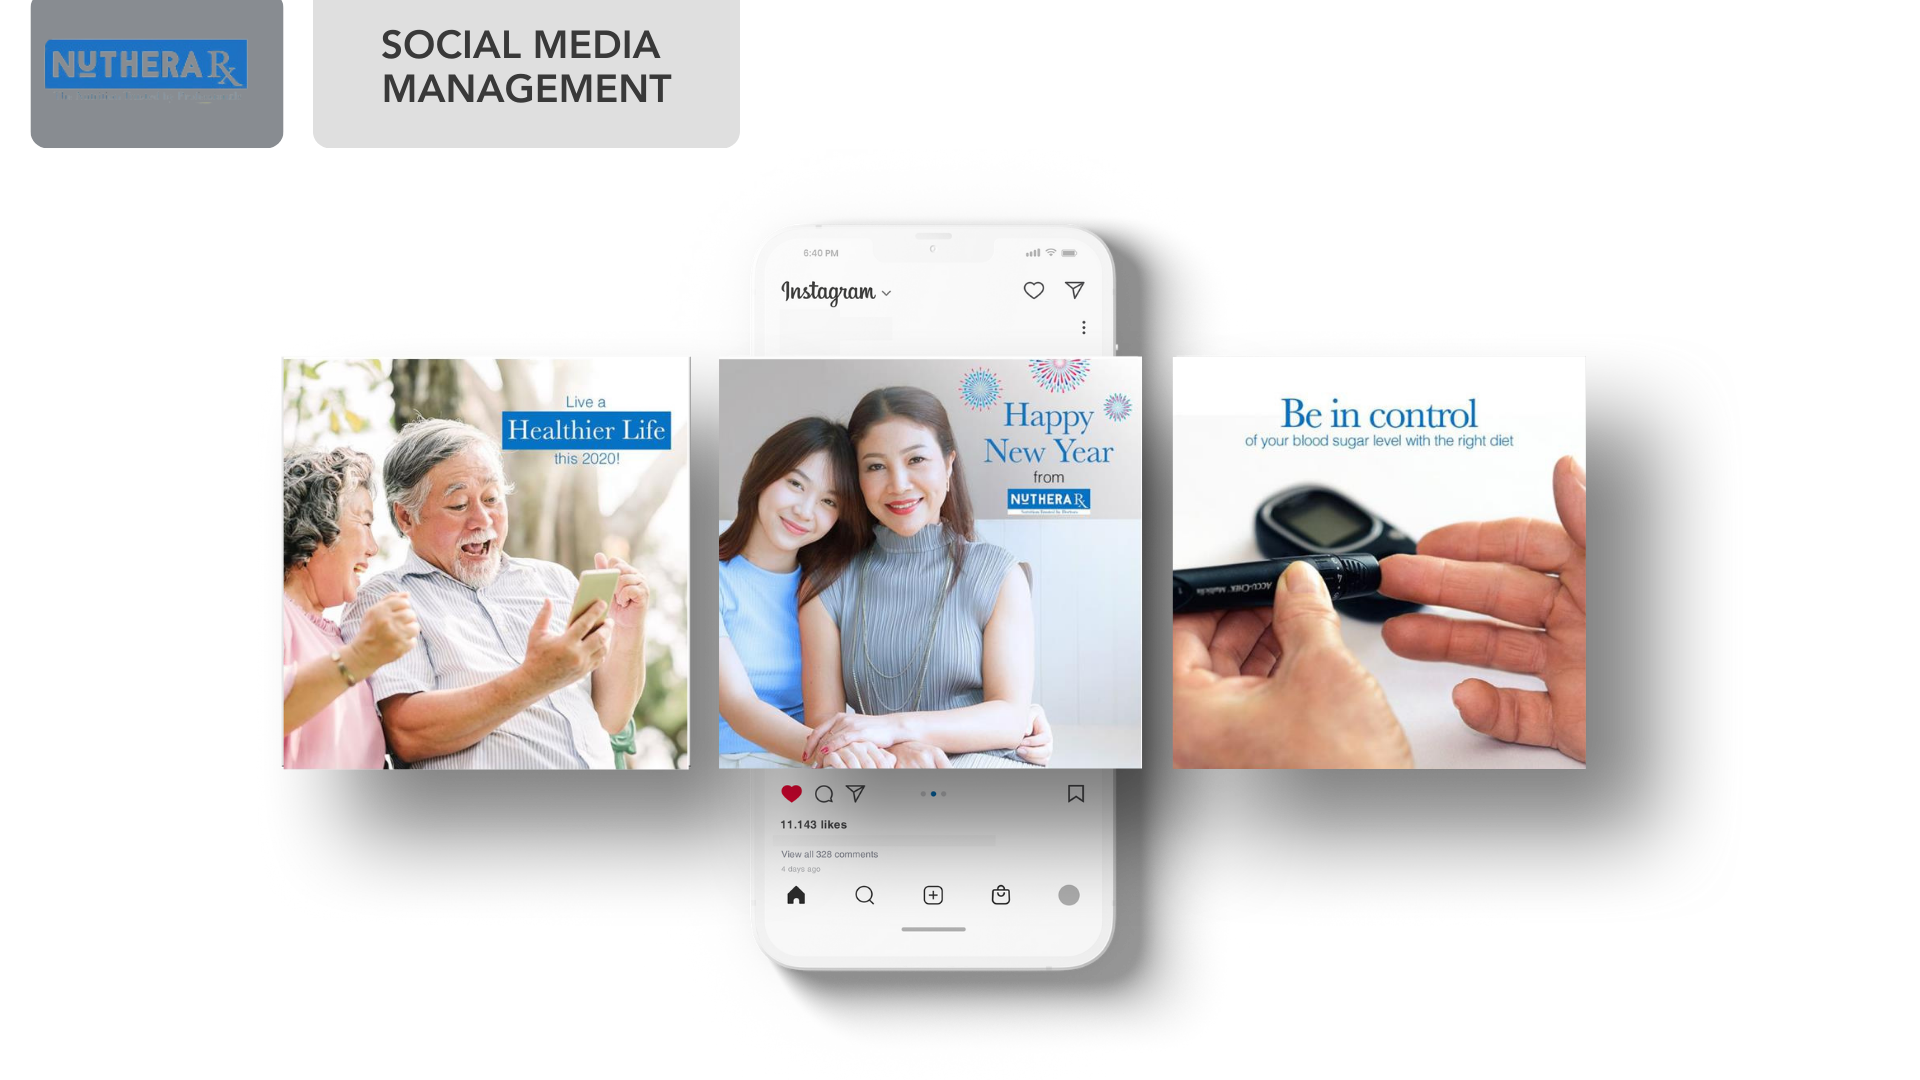 NUTHERA Rx
SOCIAL MEDIA
MANAGEMENT
6:40 PM
Instagram
Live a
Healthier Life
this 2020!
Happy
New Year
from
NUTHERA Rx
Be in control
of your blood sugar level with the right diet
ACCU-CHEK Multiclix
11.143 likes
View all 328 comments
4 days ago